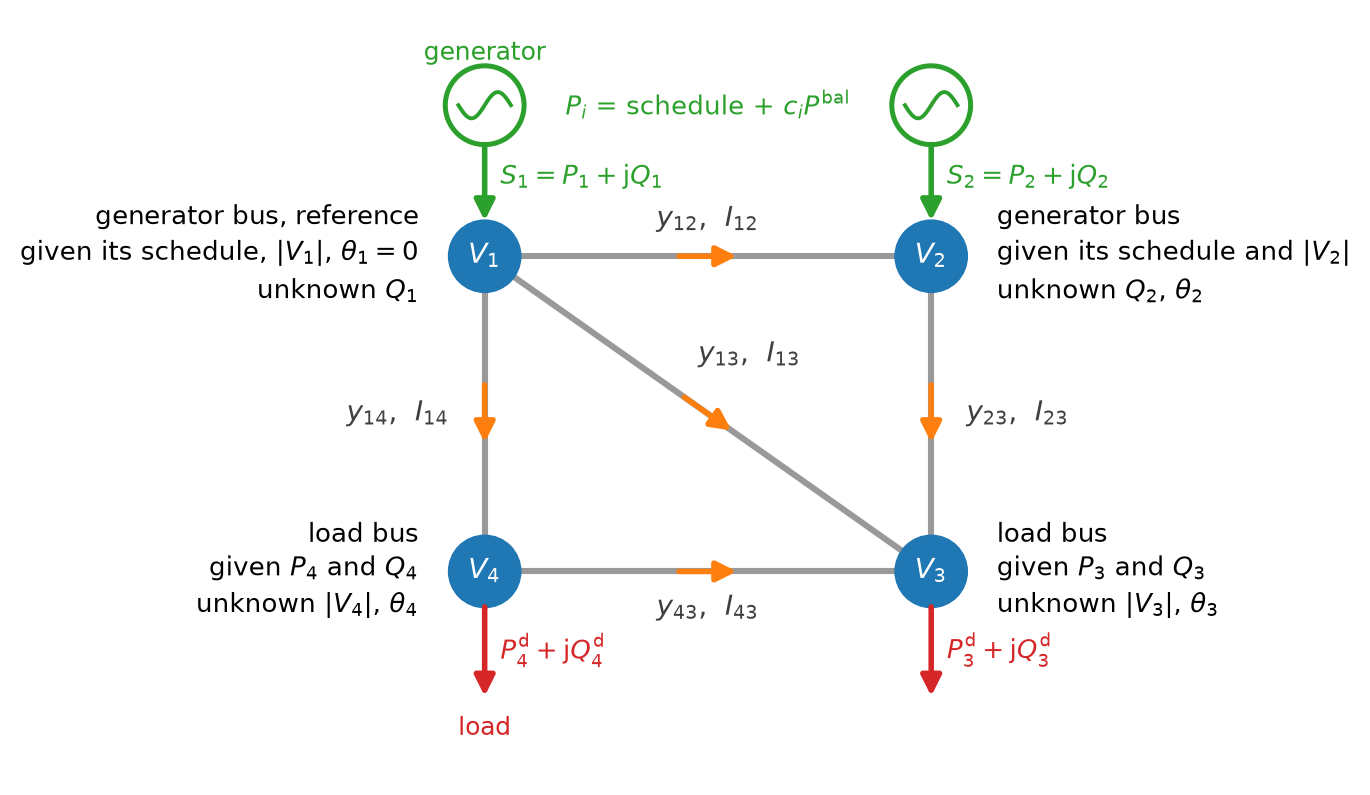 generator
P_i = schedule + c_i P^bal
S_1 = P_1 + jQ_1
S_2 = P_2 + jQ_2
generator bus, reference
given its schedule, |V_1|, θ_1 = 0
unknown Q_1
V_1
y_12, I_12
V_2
generator bus
given its schedule and |V_2|
unknown Q_2, θ_2
y_13, I_13
y_14, I_14
y_23, I_23
load bus
given P_4 and Q_4
unknown |V_4|, θ_4
V_4
y_43, I_43
V_3
load bus
given P_3 and Q_3
unknown |V_3|, θ_3
P_4^d + jQ_4^d
P_3^d + jQ_3^d
load